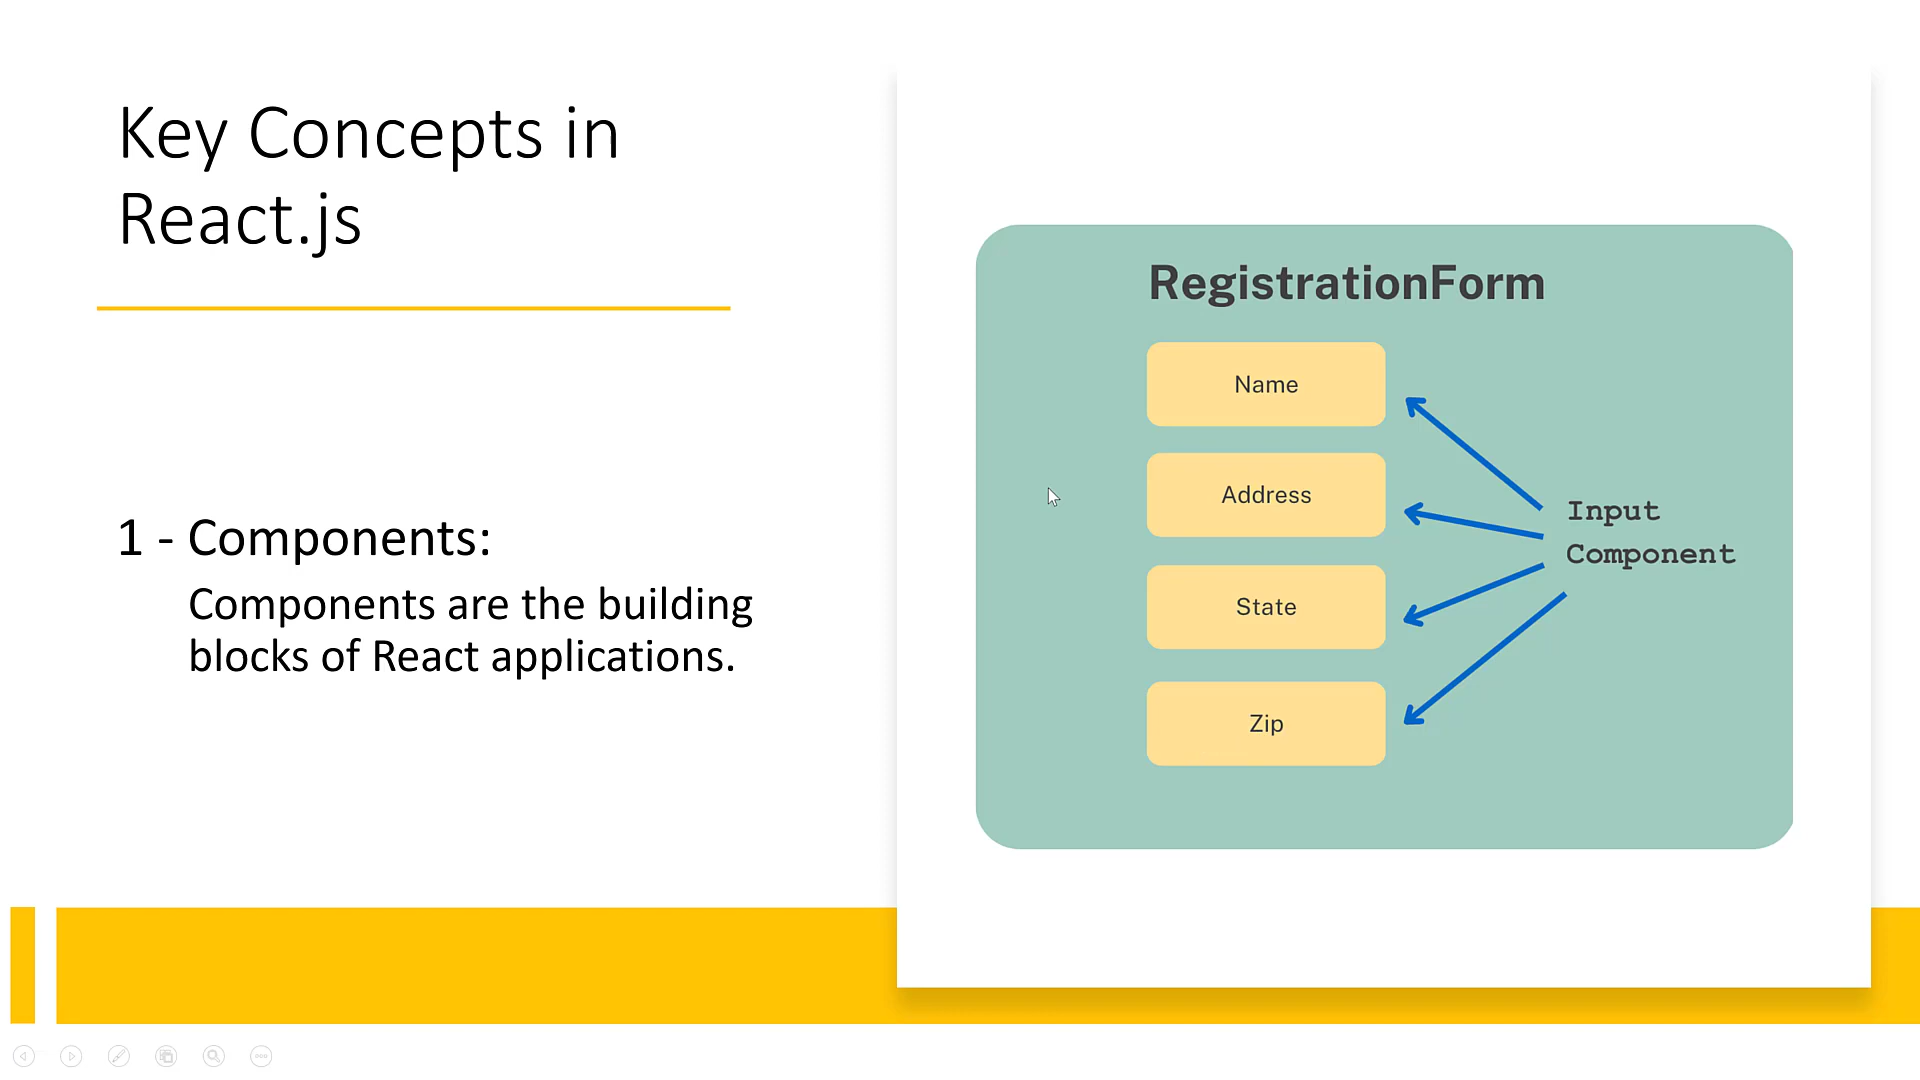 Key Concepts in
React.js
1 - Components:
Components are the building
blocks of React applications.
RegistrationForm
Name
Address
State
Zip
Input
Component